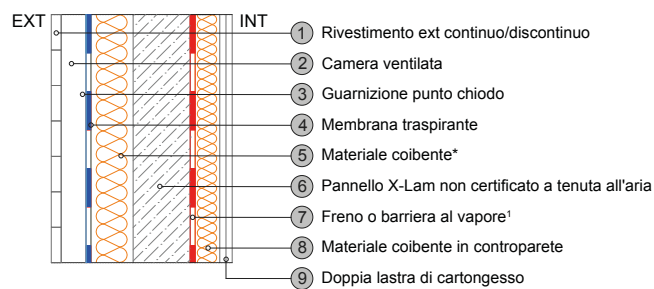 EXT
INT
1 Rivestimento ext continuo/discontinuo
2 Camera ventilata
3 Guarnizione punto chiodo
4 Membrana traspirante
5 Materiale coibente*
6 Pannello X-Lam non certificato a tenuta all'aria
7 Freno o barriera al vapore¹
8 Materiale coibente in controparete
9 Doppia lastra di cartongesso